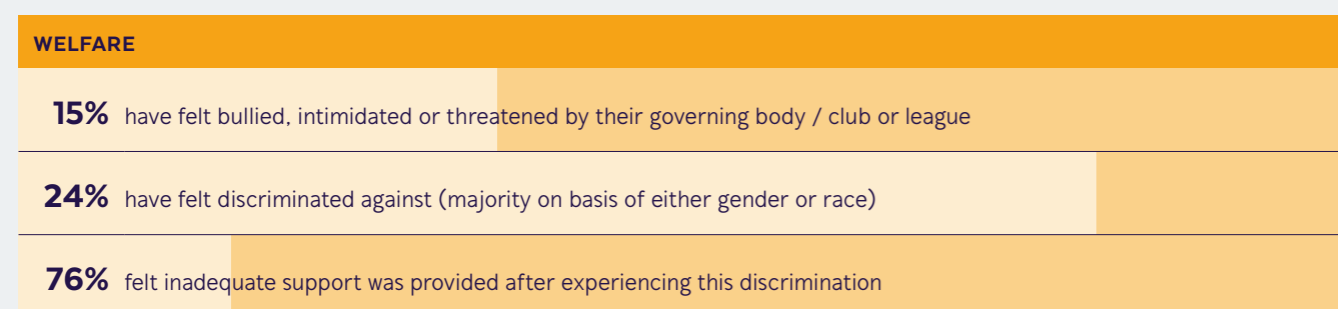 WELFARE
15% have felt bullied, intimidated or threatened by their governing body / club or league
24% have felt discriminated against (majority on basis of either gender or race)
76% felt inadequate support was provided after experiencing this discrimination